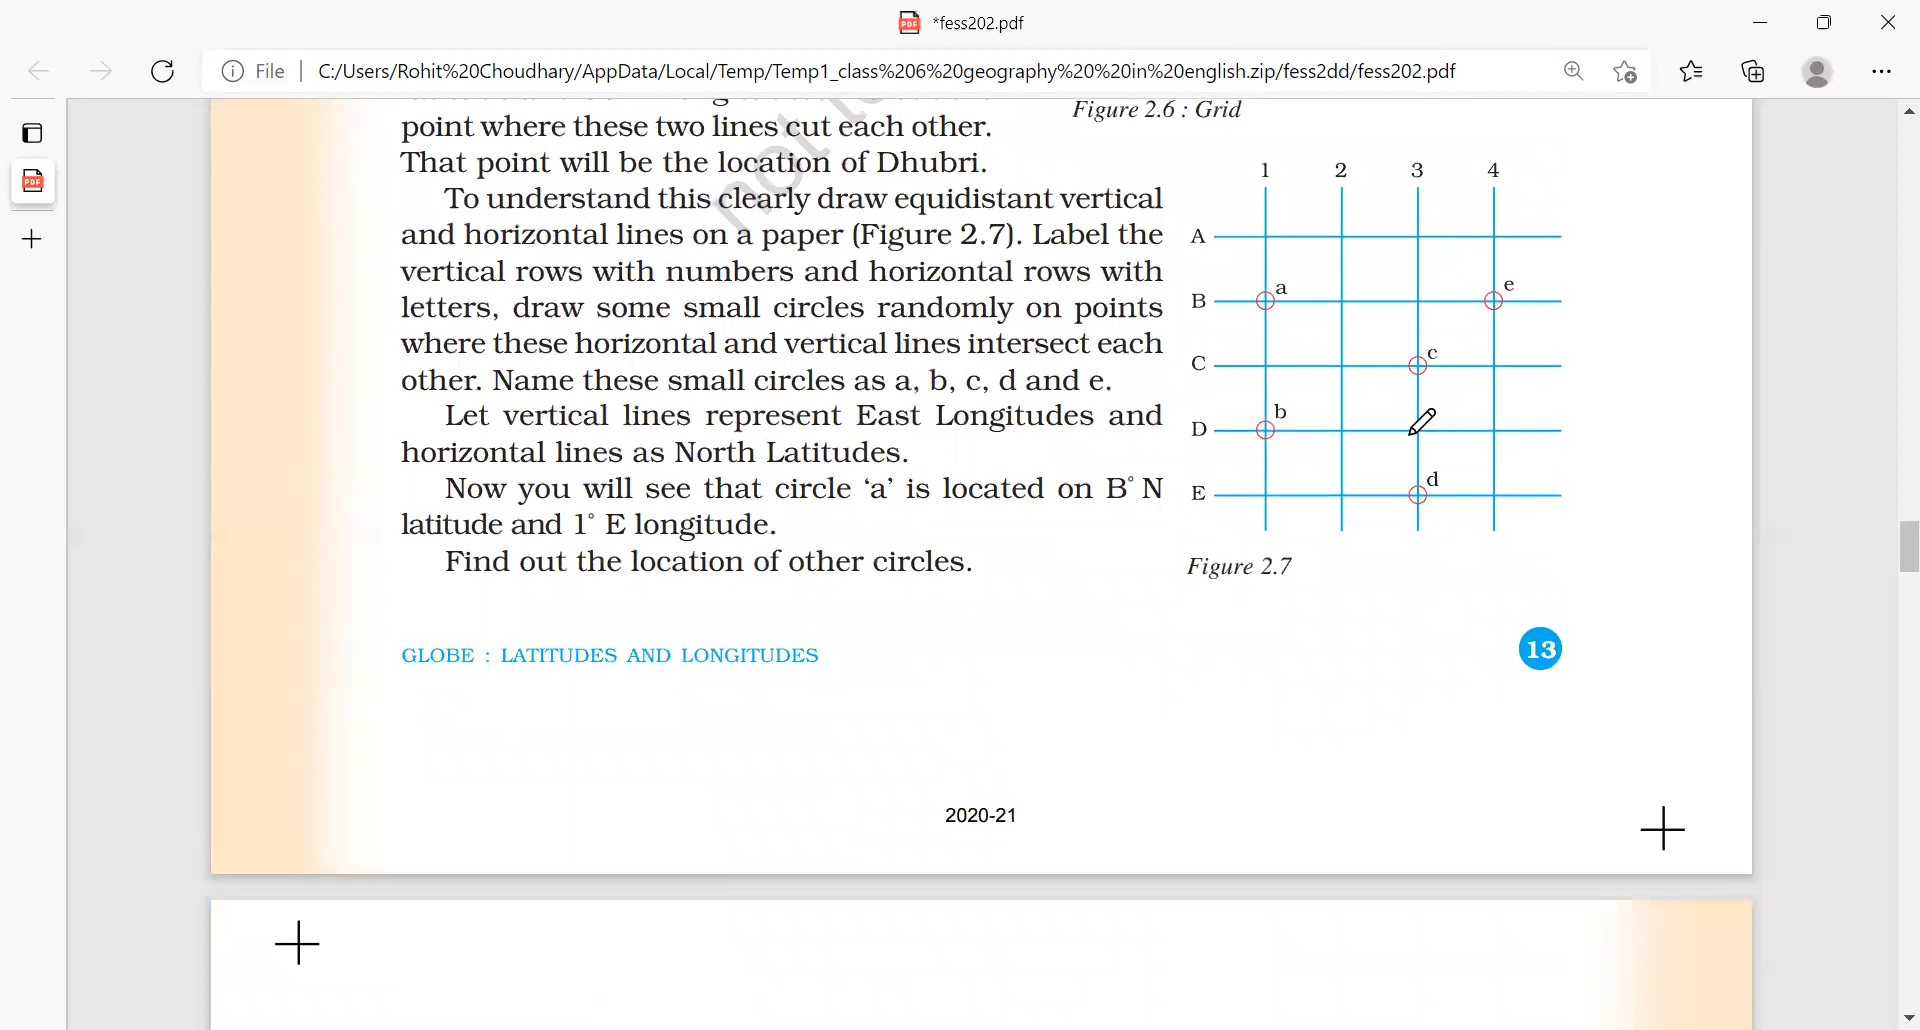 *fess202.pdf
File
C:/Users/Rohit%20Choudhary/AppData/Local/Temp/Temp1_class%206%20geography%20%20in%20english.zip/fess2dd/fess202.pdf
point where these two lines cut each other.
That point will be the location of Dhubri.
To understand this clearly draw equidistant vertical
and horizontal lines on a paper (Figure 2.7). Label the
vertical rows with numbers and horizontal rows with
letters, draw some small circles randomly on points
where these horizontal and vertical lines intersect each
other. Name these small circles as a, b, c, d and e.
Let vertical lines represent East Longitudes and
horizontal lines as North Latitudes.
Now you will see that circle ‘a’ is located on B° N
latitude and 1° E longitude.
Find out the location of other circles.
Figure 2.6 : Grid
1 2 3 4
A
B a e
C c
D b
E d
Figure 2.7
GLOBE : LATITUDES AND LONGITUDES
13
2020-21
not
PDF
PDF